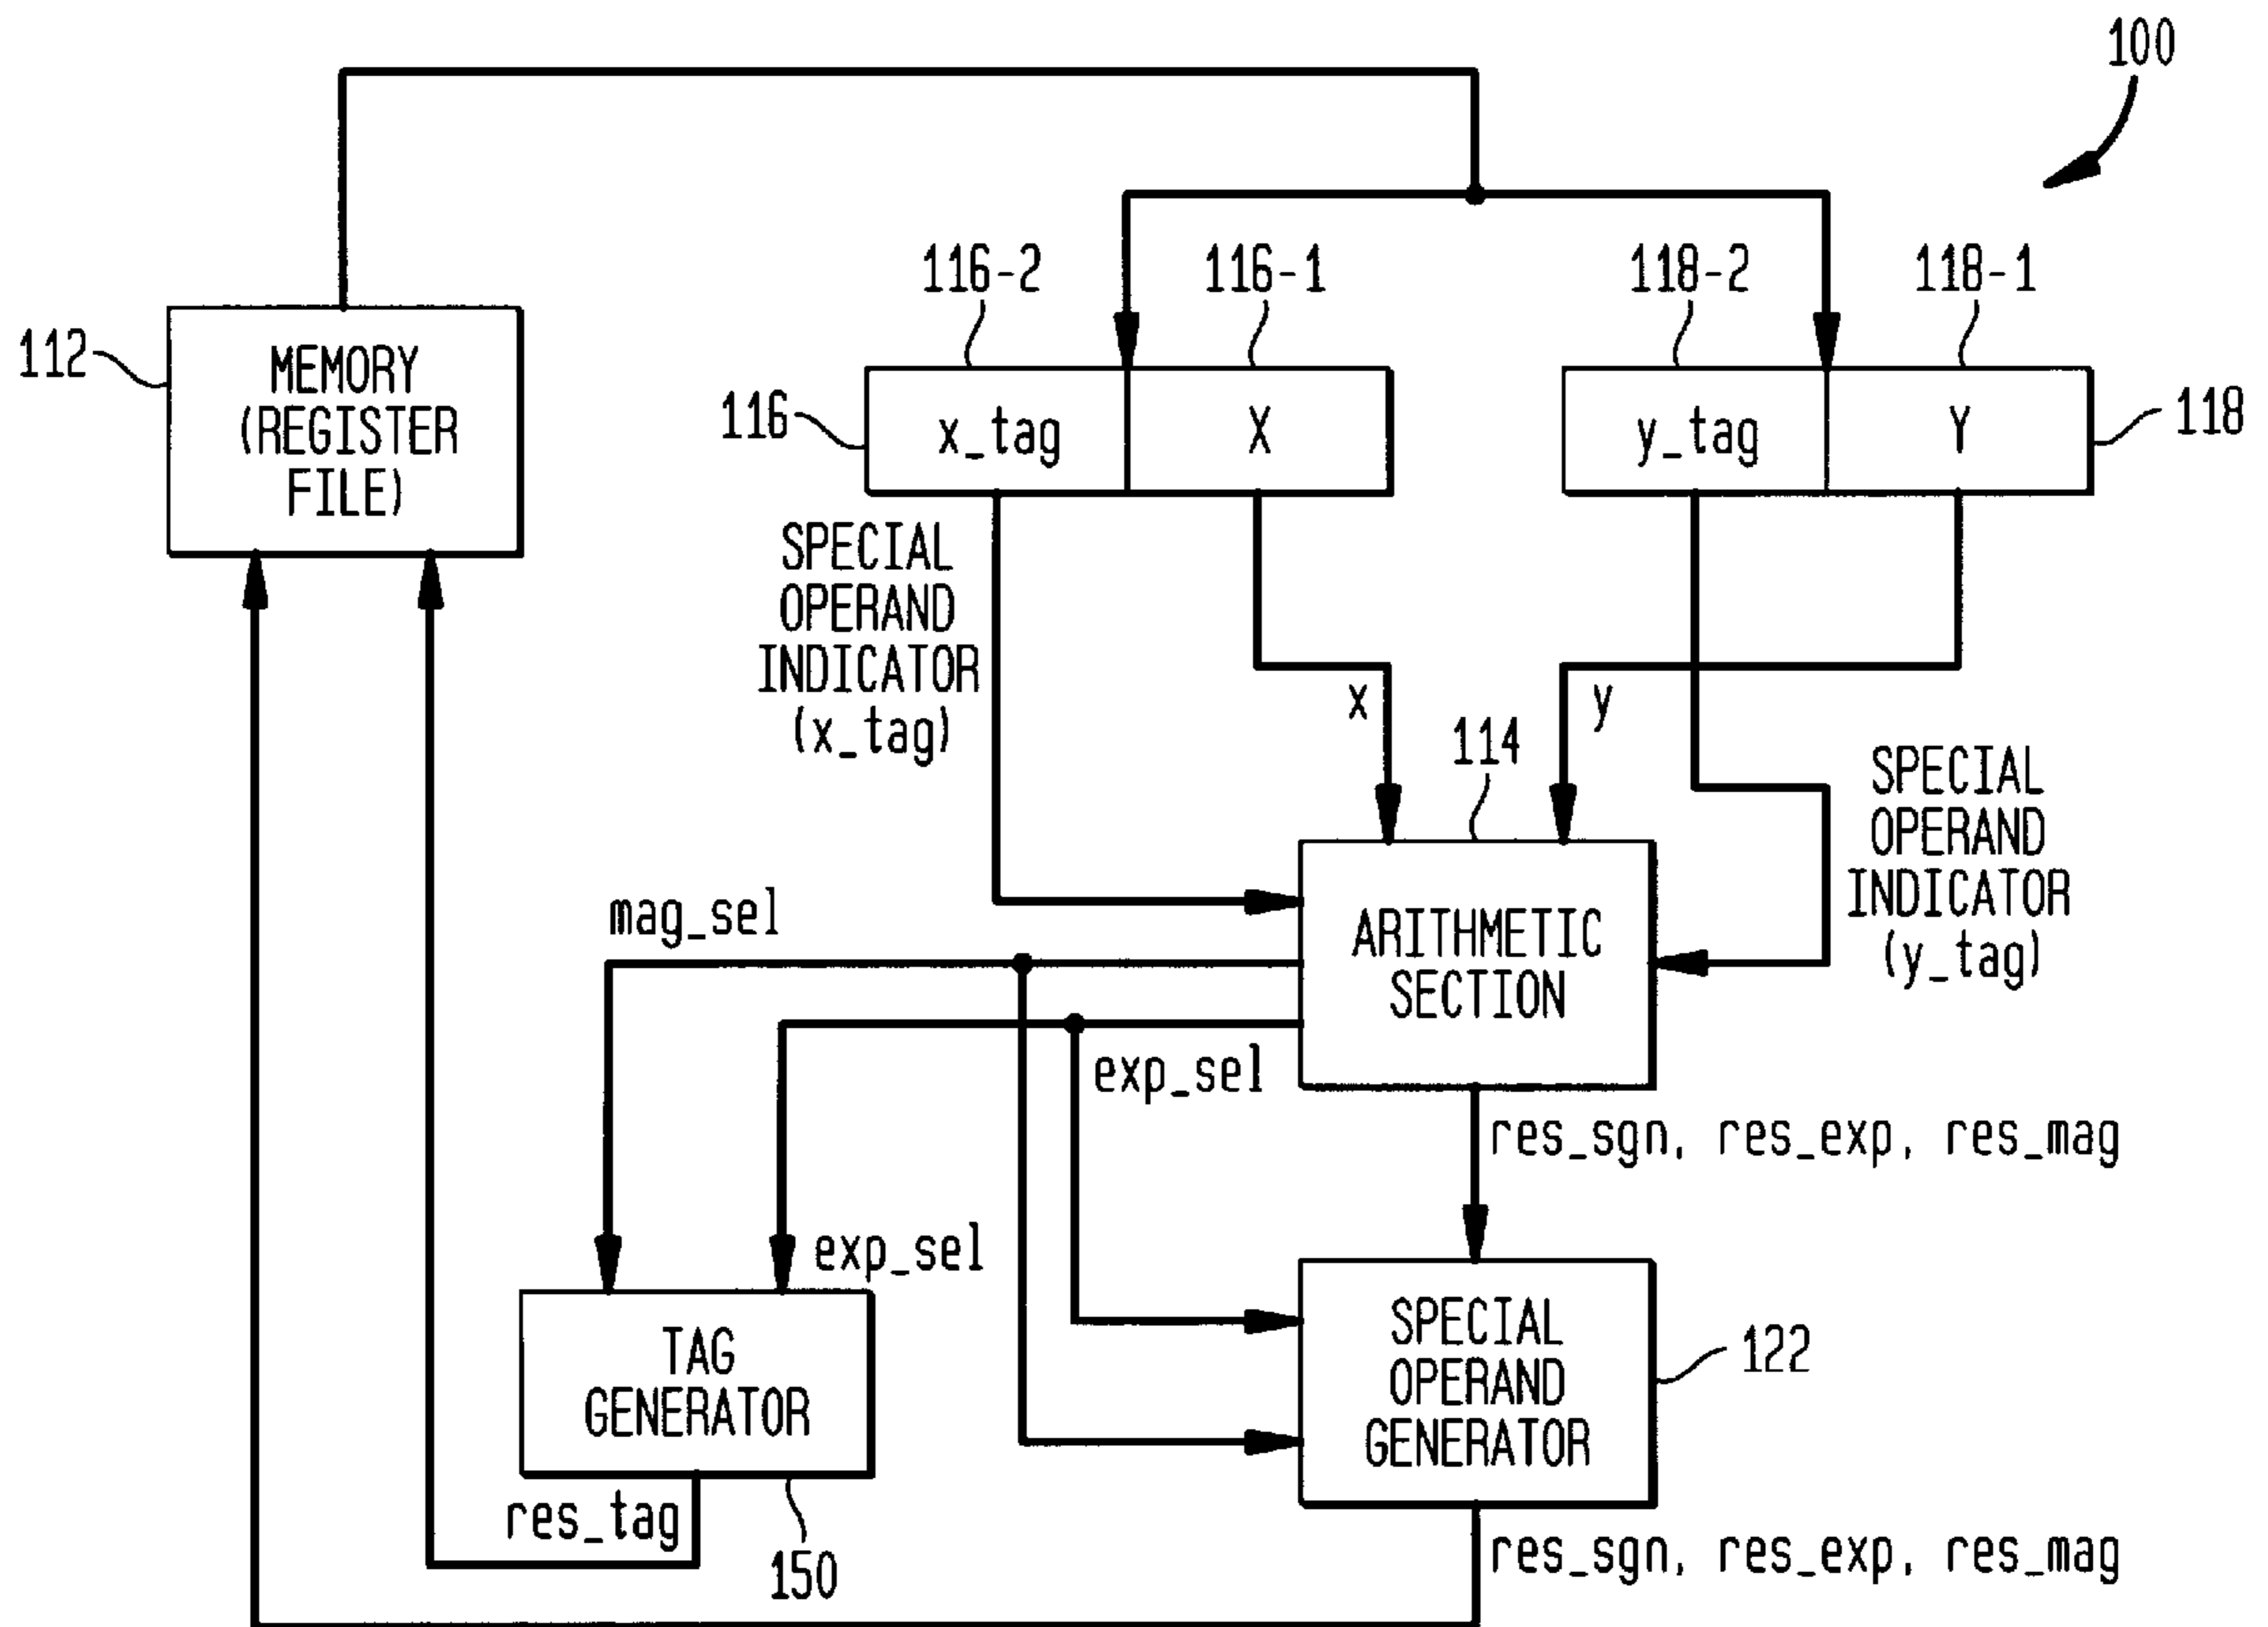 100
116-2
116-1
118-2
118-1
112
MEMORY
(REGISTER
FILE)
116
x_tag
X
y_tag
Y
118
SPECIAL
OPERAND
INDICATOR
(x_tag)
x
y
114
SPECIAL
OPERAND
INDICATOR
(y_tag)
mag_sel
ARITHMETIC
SECTION
exp_sel
res_sgn, res_exp, res_mag
exp_sel
TAG
GENERATOR
SPECIAL
OPERAND
GENERATOR
122
res_tag
150
res_sgn, res_exp, res_mag